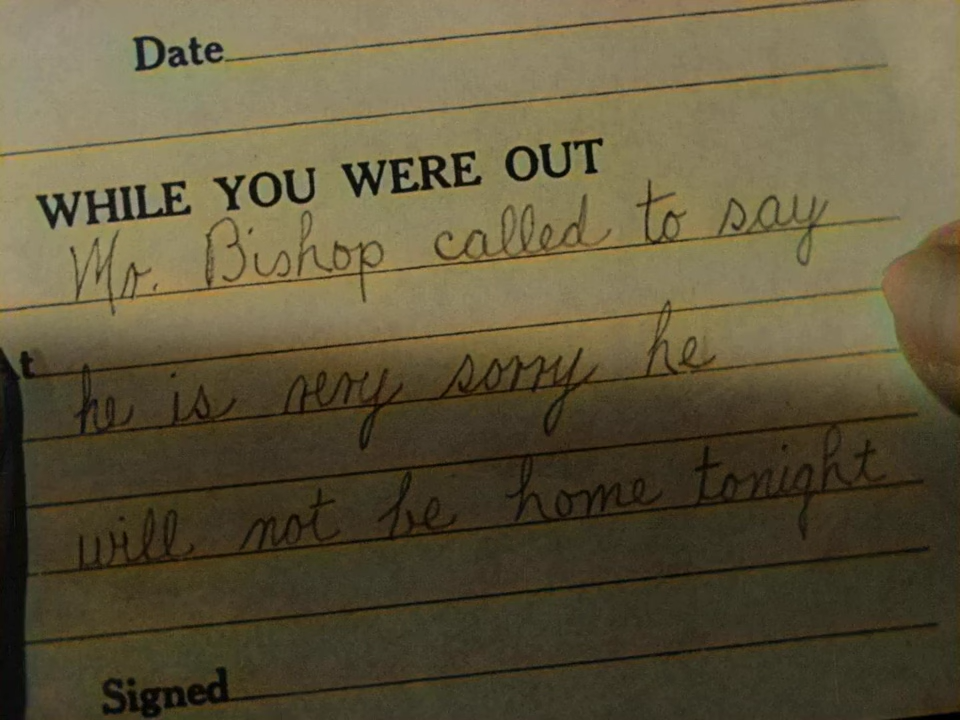 Date
WHILE YOU WERE OUT
Mr. Bishop called to say
t
he is very sorry he
will not be home tonight
Signed